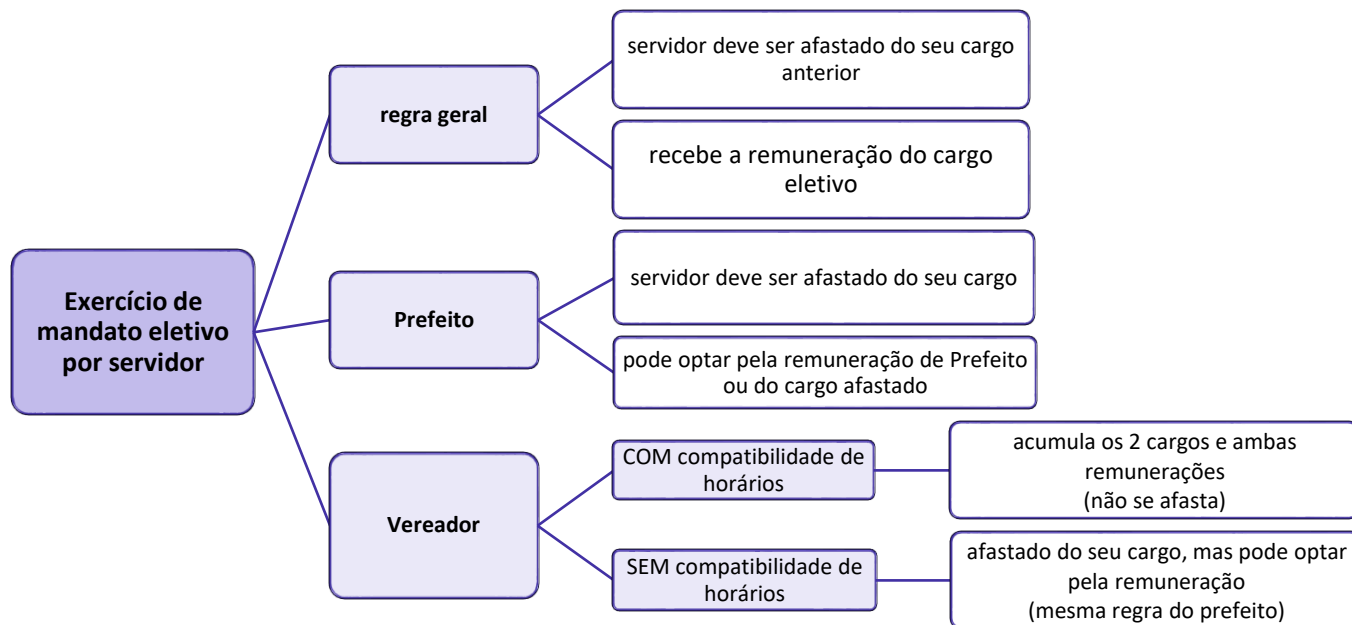 Exercício de
mandato eletivo
por servidor
regra geral
servidor deve ser afastado do seu cargo
anterior
recebe a remuneração do cargo
eletivo
Prefeito
servidor deve ser afastado do seu cargo
pode optar pela remuneração de Prefeito
ou do cargo afastado
Vereador
COM compatibilidade de
horários
acumula os 2 cargos e ambas
remunerações
(não se afasta)
SEM compatibilidade de
horários
afastado do seu cargo, mas pode optar
pela remuneração
(mesma regra do prefeito)